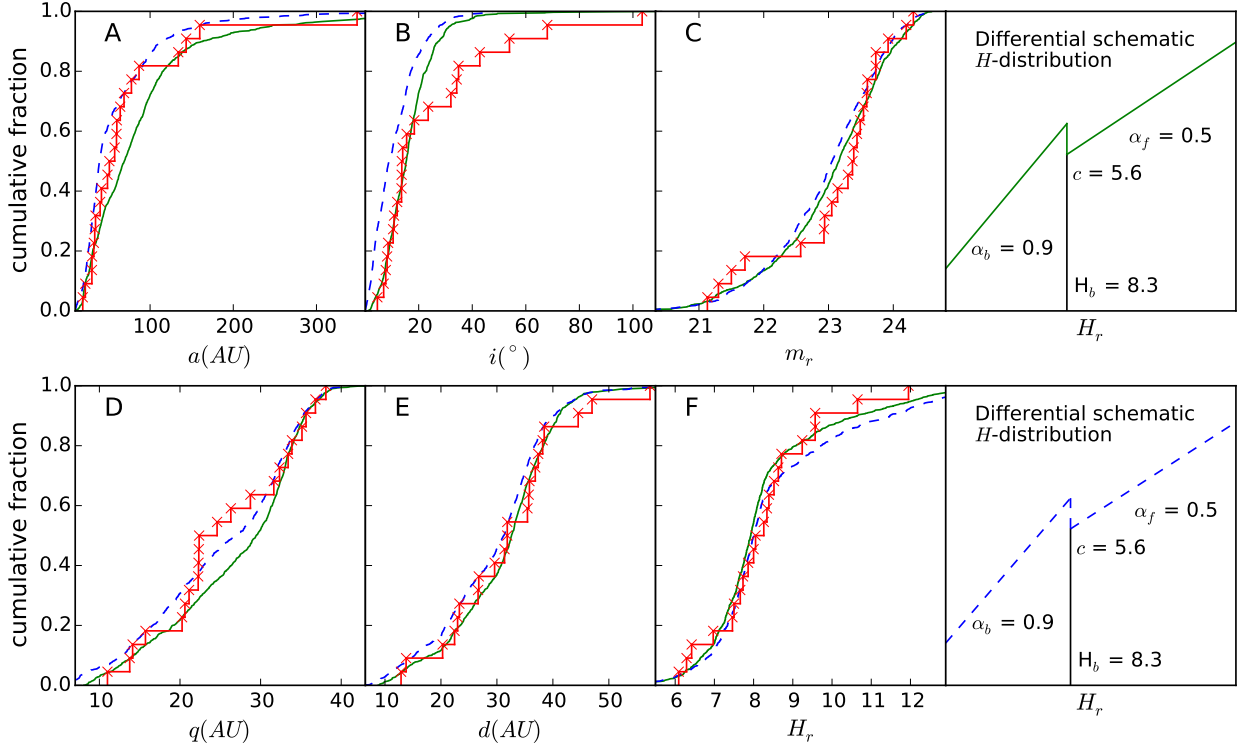 1.0
0.8
0.6
0.4
0.2
0.0
cumulative fraction
A
100 200 300
a(AU)
B
20 40 60 80 100
i(°)
C
21 22 23 24
m_r
Differential schematic
H-distribution
α_f = 0.5
c = 5.6
α_b = 0.9
H_b = 8.3
H_r
1.0
0.8
0.6
0.4
0.2
0.0
cumulative fraction
D
10 20 30 40
q(AU)
E
10 20 30 40 50
d(AU)
F
6 7 8 9 10 11 12
H_r
Differential schematic
H-distribution
α_f = 0.5
c = 5.6
α_b = 0.9
H_b = 8.3
H_r